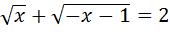 √x + √(-x - 1) = 2